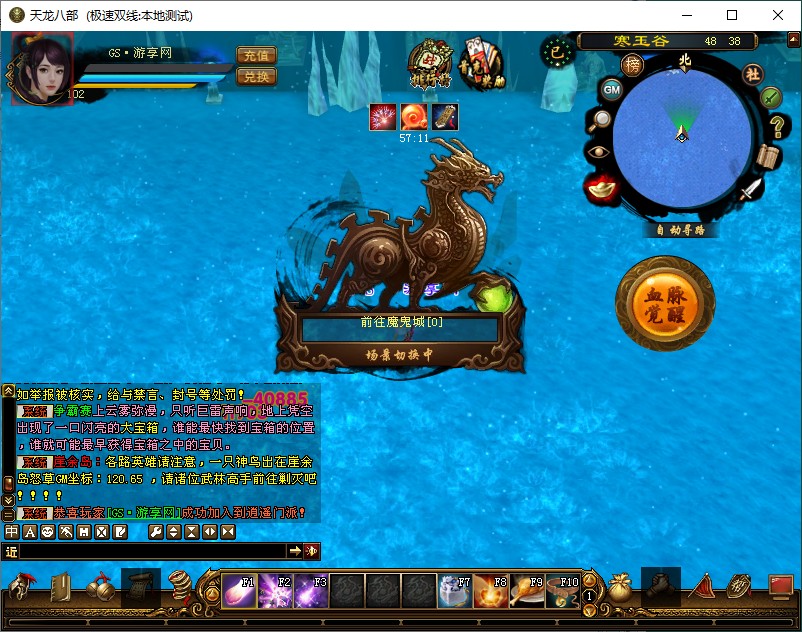 天龙八部 (极速双线:本地测试)
GS·游享网
充值
兑换
102
排行榜
57:11
已
寒玉谷 48 38
榜
北
社
GM
自动寻路
血脉
觉醒
前往魔鬼城[0]
场景切换中
如举报被核实，给与禁言、封号等处罚!
40885
系统 争霸赛上云雾弥漫，只听巨雷声响，地上凭空
出现了一口闪亮的大宝箱，谁能最快找到宝箱的位置
，谁就可能最早获得宝箱之中的宝贝。
系统 崖余岛：各路英雄请注意，一只神鸟出在崖余
岛怨草GM坐标：120.65 ，请诸位武林高手前往剿灭吧
！！！！
系统 恭喜玩家[GS·游享网]成功加入到逍遥门派!
中 A
近
F1 F2 F3 F7 F8 F9 F10
1